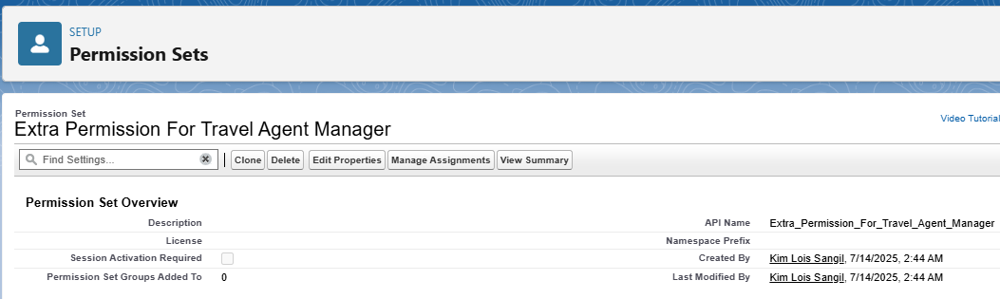 SETUP
Permission Sets
Permission Set
Extra Permission For Travel Agent Manager
Video Tutorial
Find Settings...
Clone
Delete
Edit Properties
Manage Assignments
View Summary
Permission Set Overview
Description
API Name Extra_Permission_For_Travel_Agent_Manager
License
Namespace Prefix
Session Activation Required
Created By Kim Lois Sangil, 7/14/2025, 2:44 AM
Permission Set Groups Added To 0
Last Modified By Kim Lois Sangil, 7/14/2025, 2:44 AM